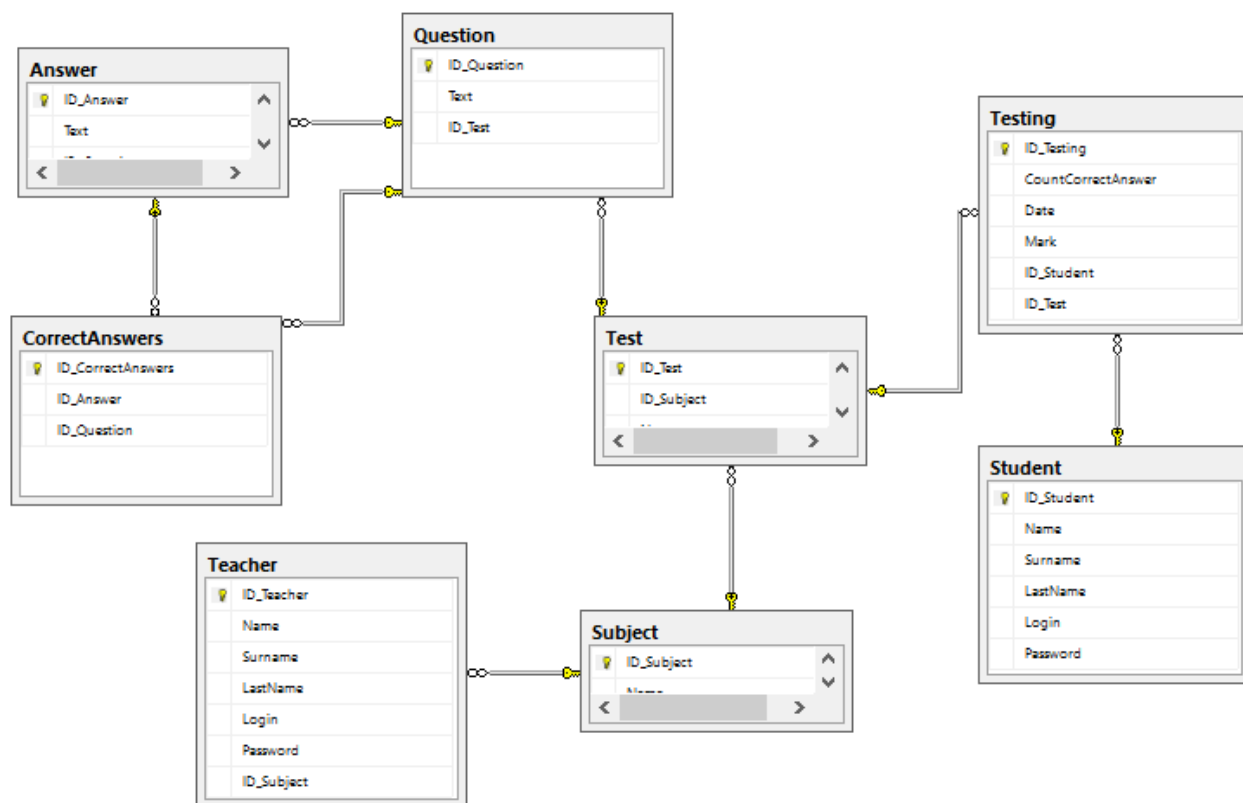 Answer
ID_Answer
Text
Question
ID_Question
Text
ID_Test
Testing
ID_Testing
CountCorrectAnswer
Date
Mark
ID_Student
ID_Test
CorrectAnswers
ID_CorrectAnswers
ID_Answer
ID_Question
Test
ID_Test
ID_Subject
Student
ID_Student
Name
Surname
LastName
Login
Password
Teacher
ID_Teacher
Name
Surname
LastName
Login
Password
ID_Subject
Subject
ID_Subject
Name